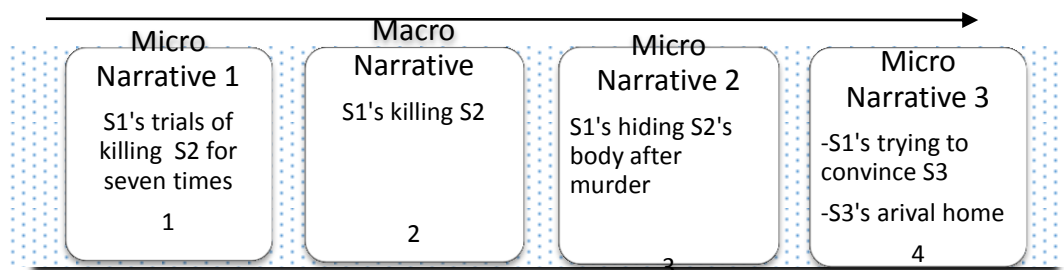 Micro
Narrative 1
S1's trials of
killing S2 for
seven times
1
Macro
Narrative
S1's killing S2
2
Micro
Narrative 2
S1's hiding S2's
body after
murder
3
Micro
Narrative 3
-S1's trying to
convince S3
-S3's arival home
4